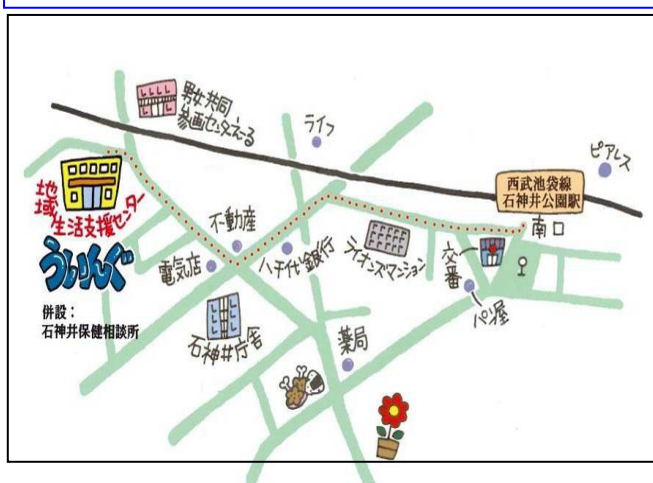 男女共同
参画センターえーる
ライフ
ピアレス
西武池袋線
石神井公園駅
南口
地域
生活支援センター
うぃんぐ
併設：
石神井保健相談所
不動産
電気店
八千代銀行
ライオンズマンション
交番
パン屋
石神井庁舎
薬局